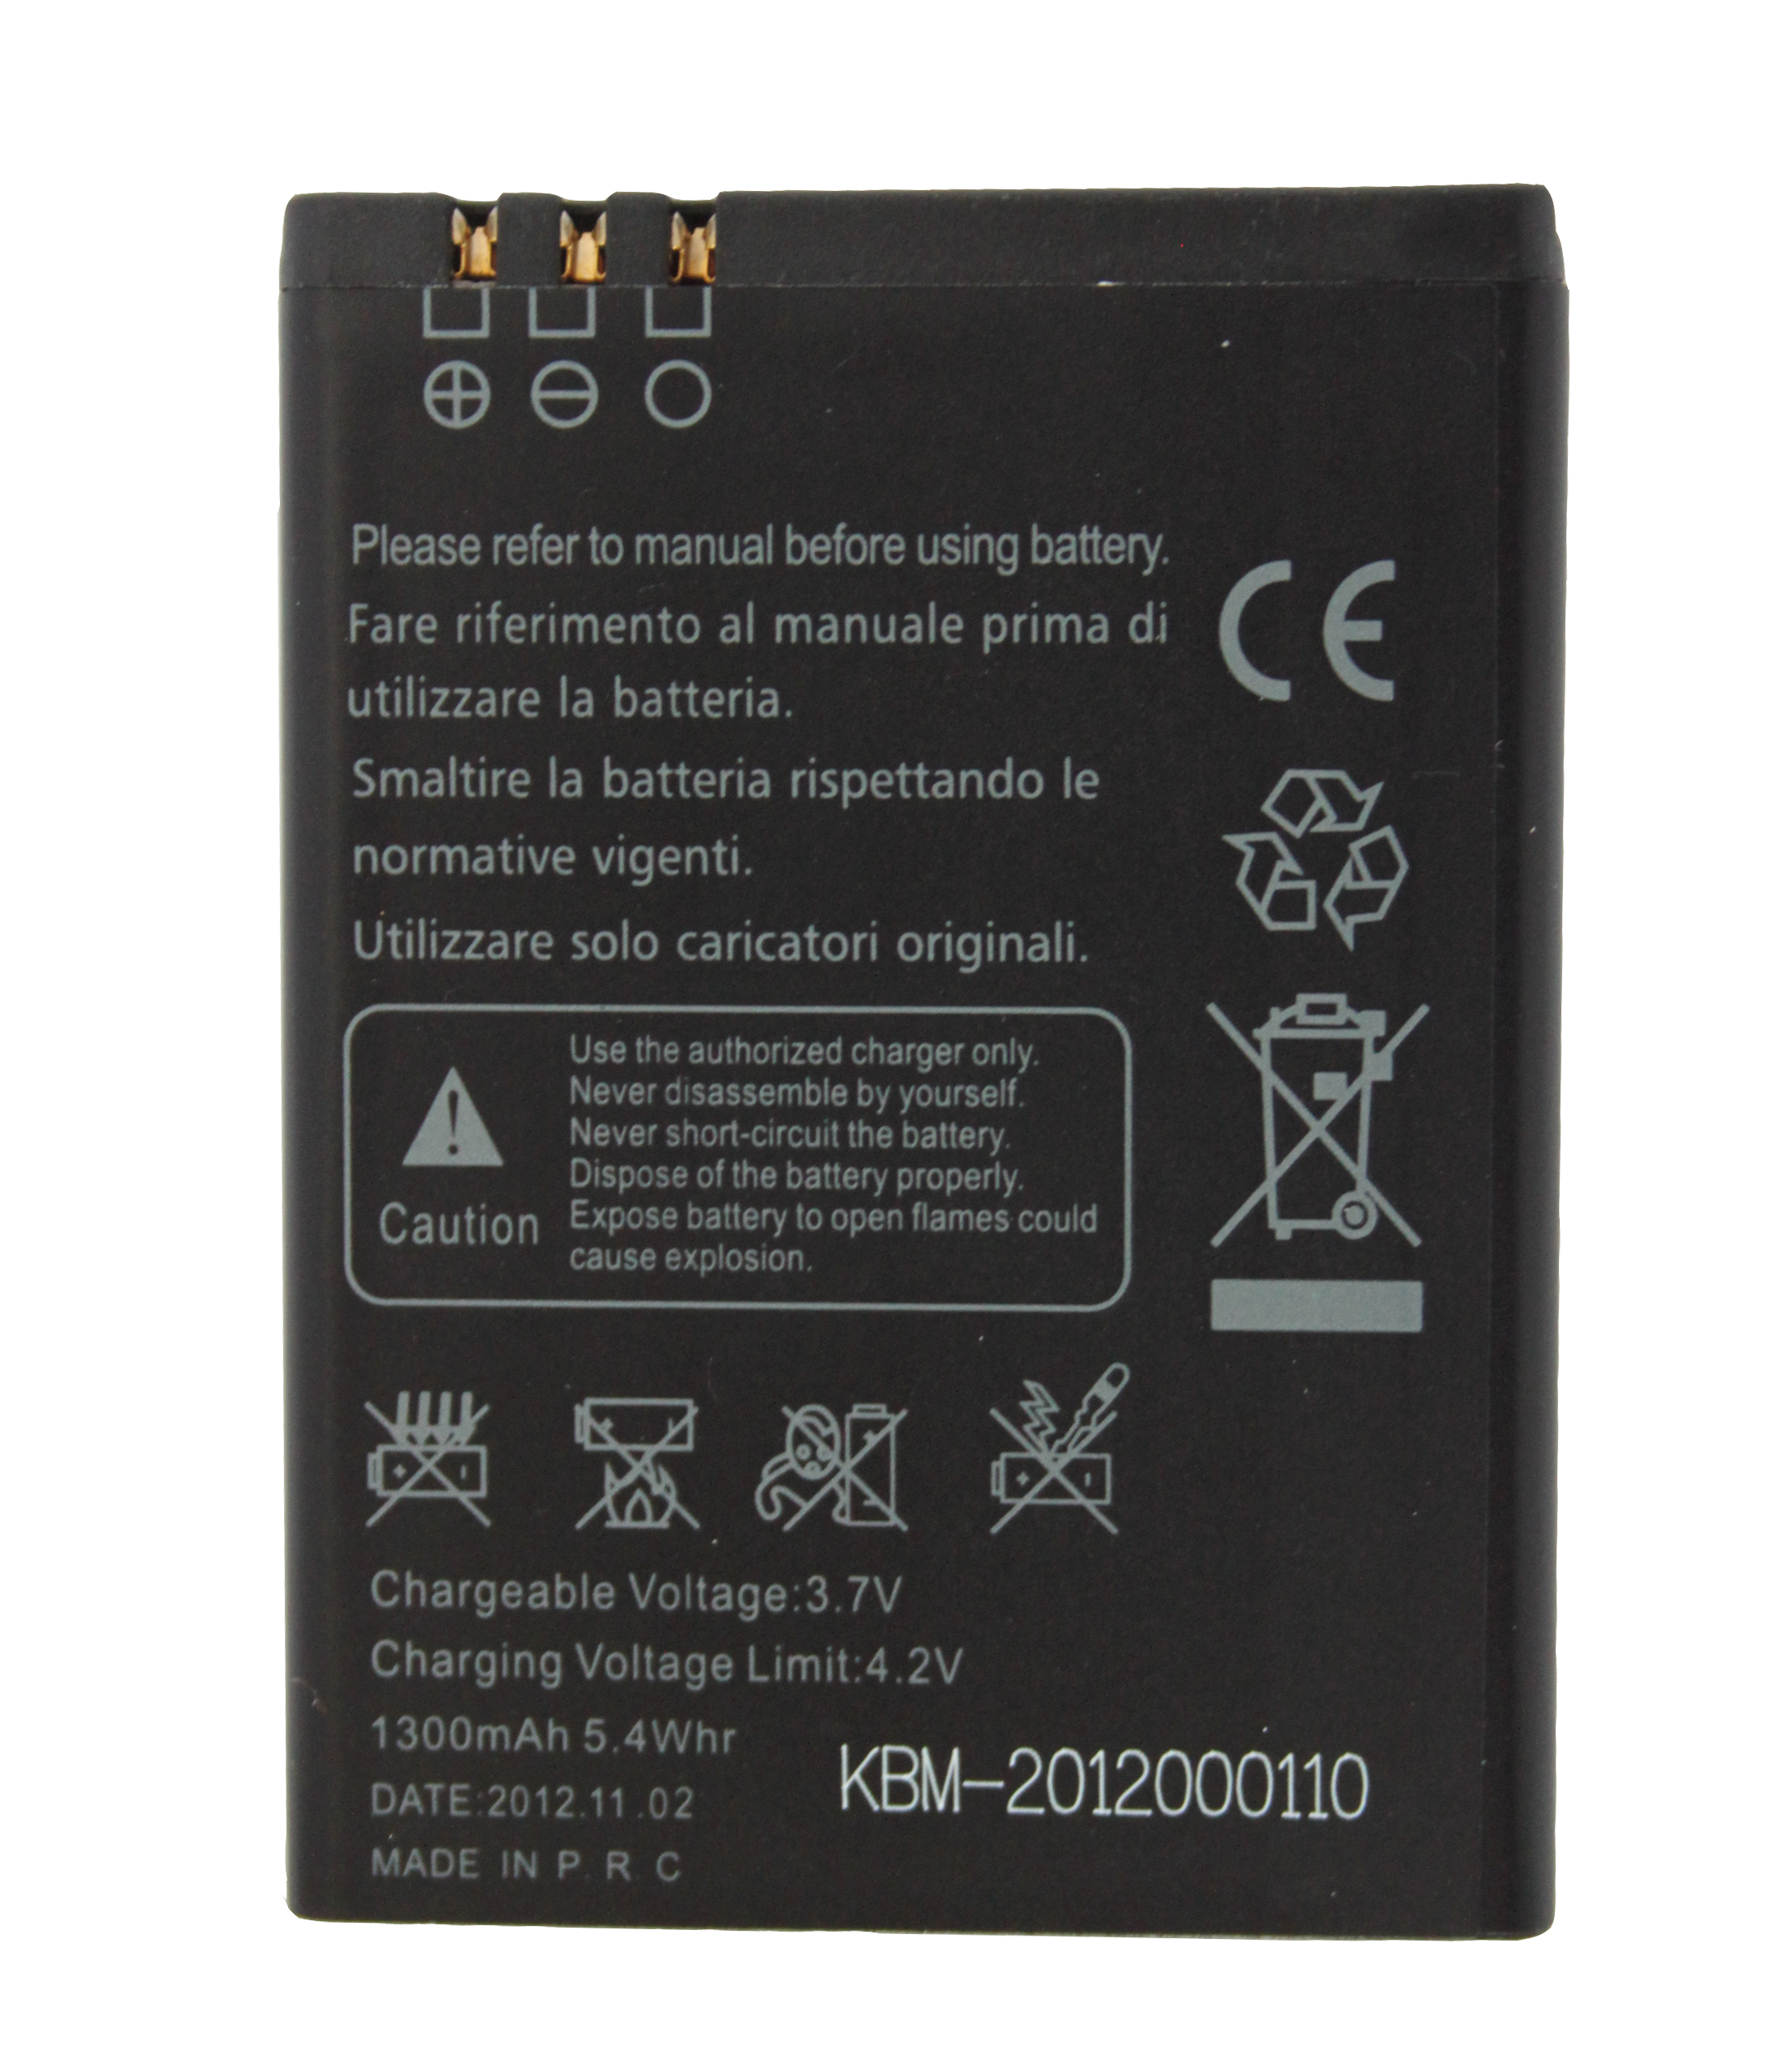 Please refer to manual before using battery.
Fare riferimento al manuale prima di
utilizzare la batteria.
Smaltire la batteria rispettando le
normative vigenti.
Utilizzare solo caricatori originali.
CE
Caution
Use the authorized charger only.
Never disassemble by yourself.
Never short-circuit the battery.
Dispose of the battery properly.
Expose battery to open flames could
cause explosion.
Chargeable Voltage:3.7V
Charging Voltage Limit:4.2V
1300mAh 5.4Whr
DATE:2012.11.02
MADE IN P. R. C
KBM-2012000110